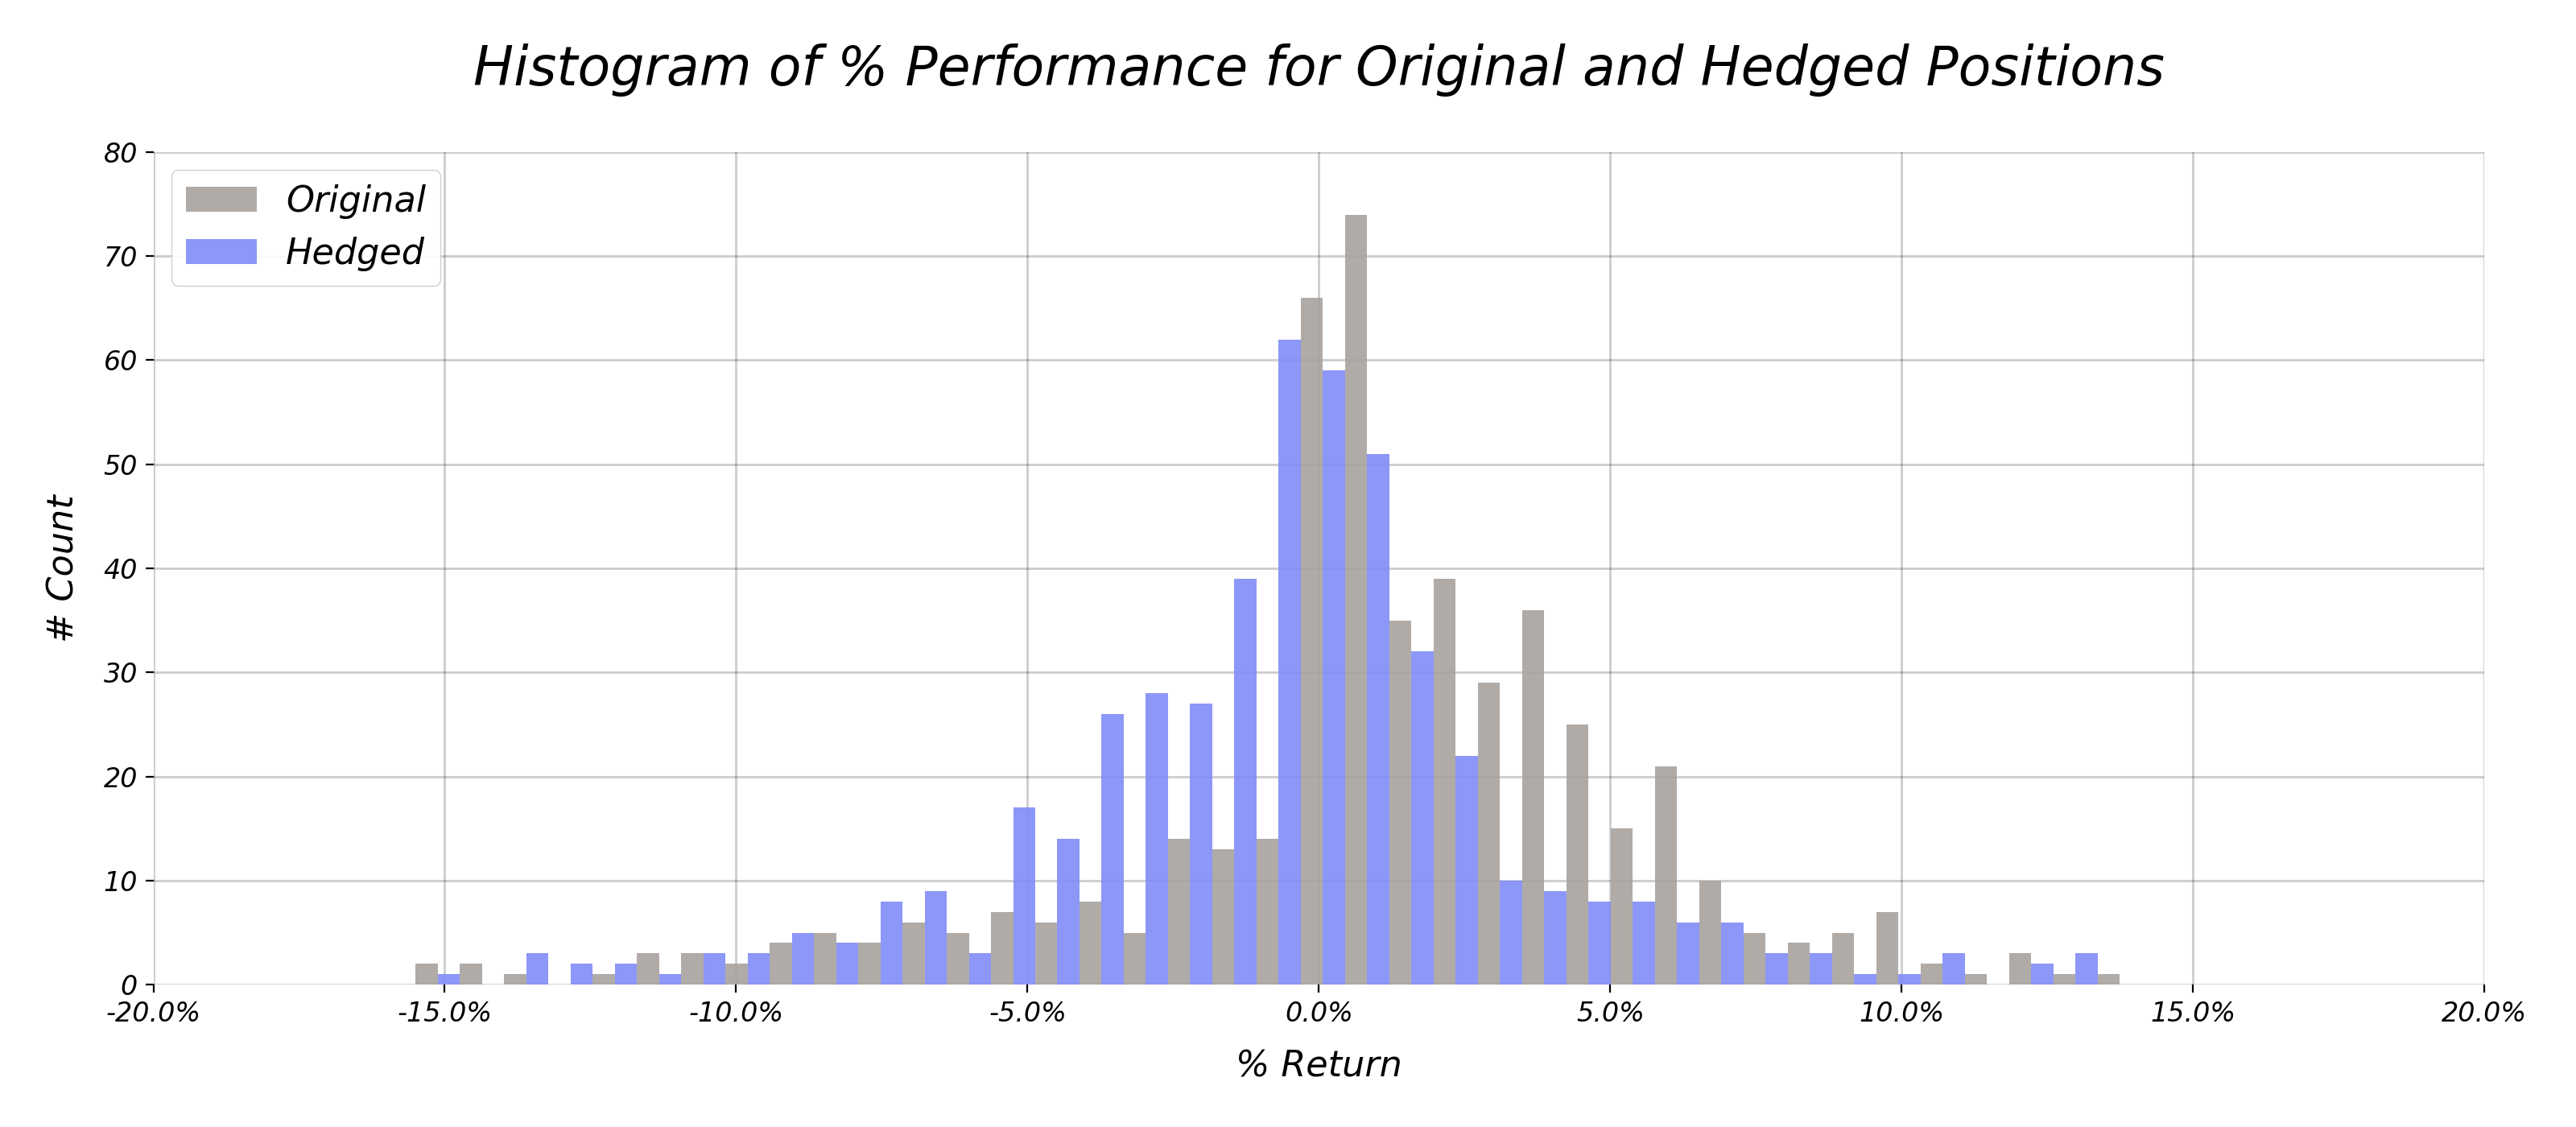 Histogram of % Performance for Original and Hedged Positions
Original
Hedged
80
70
60
50
40
30
20
10
0
# Count
-20.0% -15.0% -10.0% -5.0% 0.0% 5.0% 10.0% 15.0% 20.0%
% Return